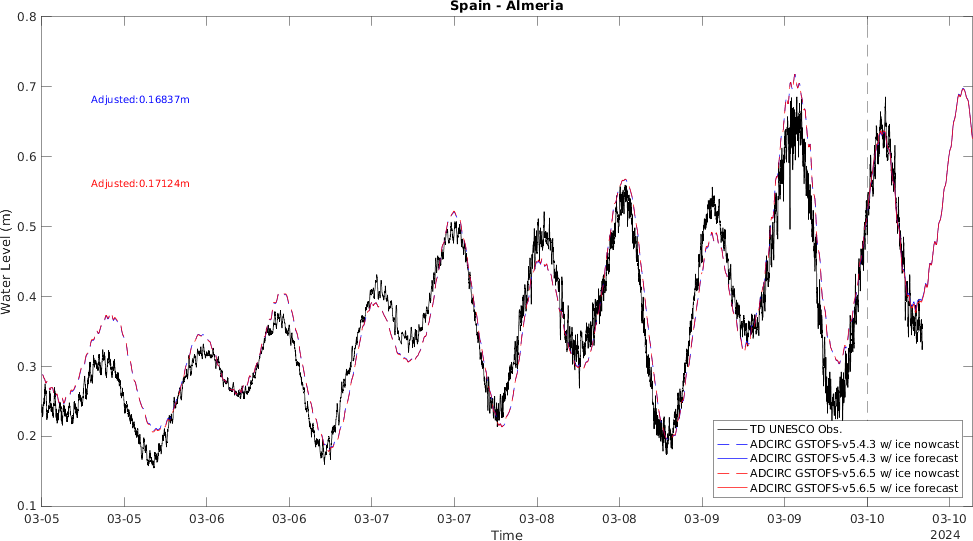 Spain - Almeria
0.8
0.7
0.6
0.5
0.4
0.3
0.2
0.1
Water Level (m)
Adjusted:0.16837m
Adjusted:0.17124m
TD UNESCO Obs.
ADCIRC GSTOFS-v5.4.3 w/ ice nowcast
ADCIRC GSTOFS-v5.4.3 w/ ice forecast
ADCIRC GSTOFS-v5.6.5 w/ ice nowcast
ADCIRC GSTOFS-v5.6.5 w/ ice forecast
03-05 03-05 03-06 03-06 03-07 03-07 03-08 03-08 03-09 03-09 03-10 03-10
2024
Time